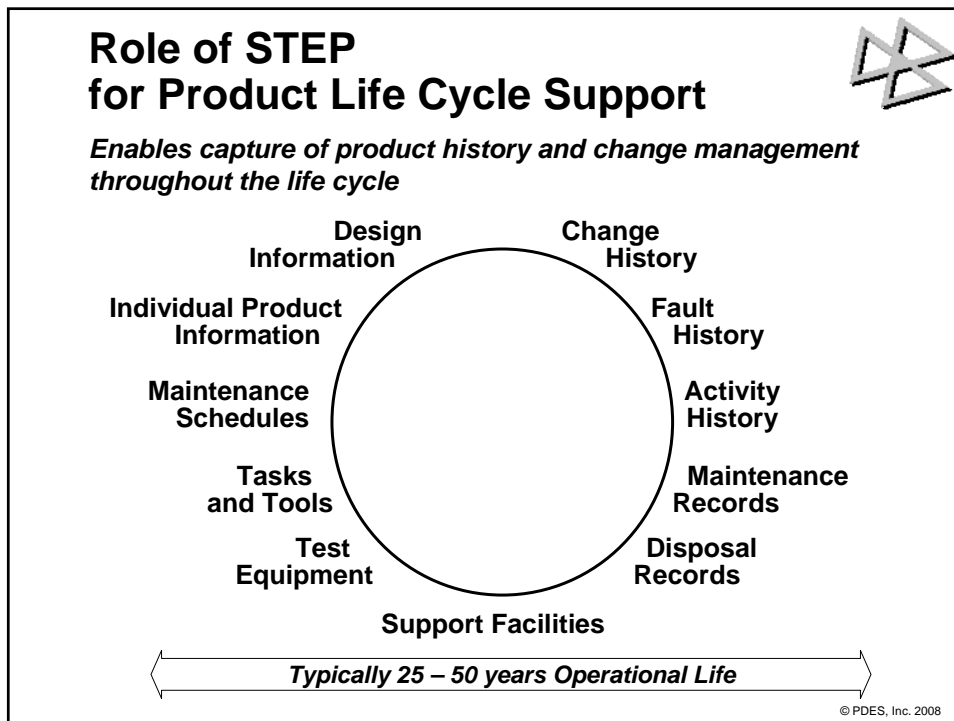 Role of STEP
for Product Life Cycle Support
Enables capture of product history and change management
throughout the life cycle
Design
Information
Change
History
Individual Product
Information
Fault
History
Maintenance
Schedules
Activity
History
Tasks
and Tools
Maintenance
Records
Test
Equipment
Disposal
Records
Support Facilities
Typically 25 – 50 years Operational Life
© PDES, Inc. 2008